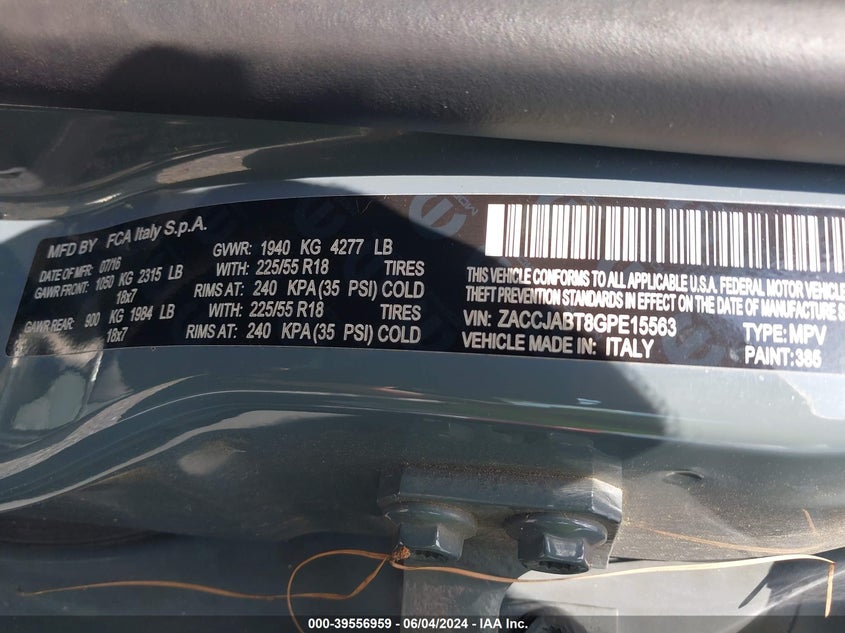 MFD BY FCA Italy S.p.A.
DATE OF MFR 07/16 GVWR: 1940 KG 4277 LB
GAWR FRONT: 1050 KG 2315 LB WITH: 225/55 R18 TIRES
18x7 RIMS AT: 240 KPA(35 PSI) COLD
GAWR REAR: 900 KG 1984 LB WITH: 225/55 R18 TIRES
18x7 RIMS AT: 240 KPA(35 PSI) COLD
THIS VEHICLE CONFORMS TO ALL APPLICABLE U.S.A. FEDERAL MOTOR VEHICLE
THEFT PREVENTION STANDARDS IN EFFECT ON THE DATE OF MANUFACTURE
VIN: ZACCJABT8GPE15563 TYPE: MPV
VEHICLE MADE IN: ITALY PAINT:385
000-39556959 - 06/04/2024 - IAA Inc.